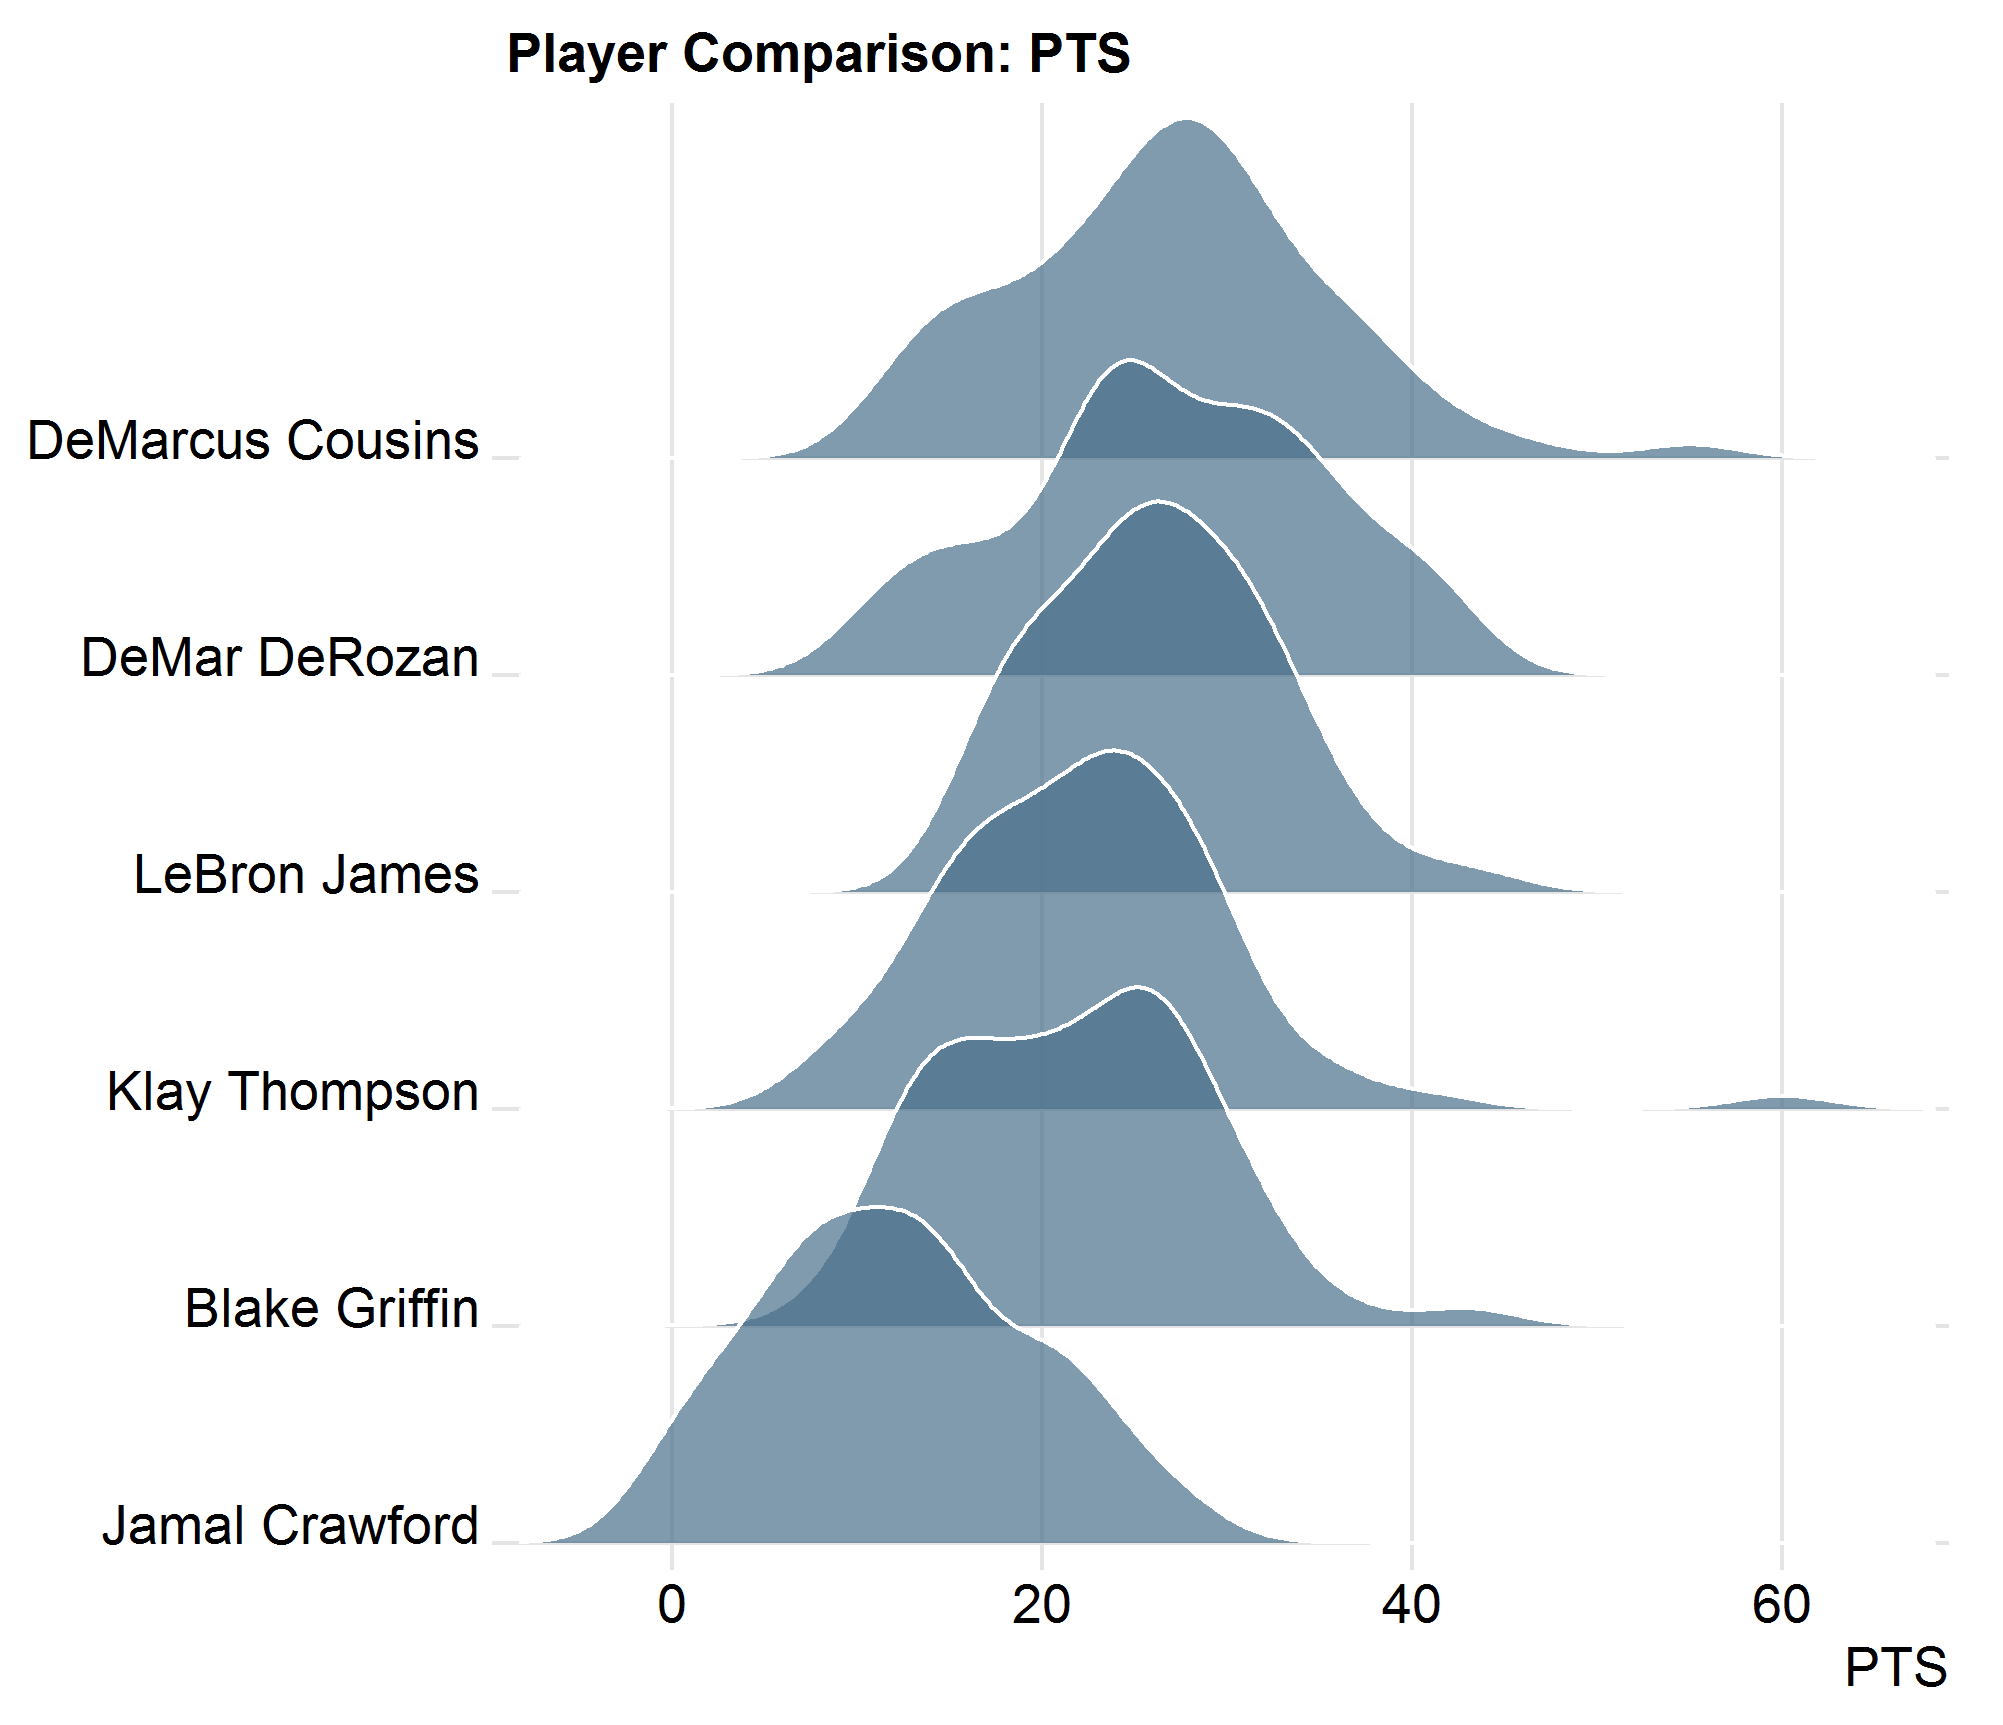 Player Comparison: PTS
DeMarcus Cousins
DeMar DeRozan
LeBron James
Klay Thompson
Blake Griffin
Jamal Crawford
0 20 40 60
PTS